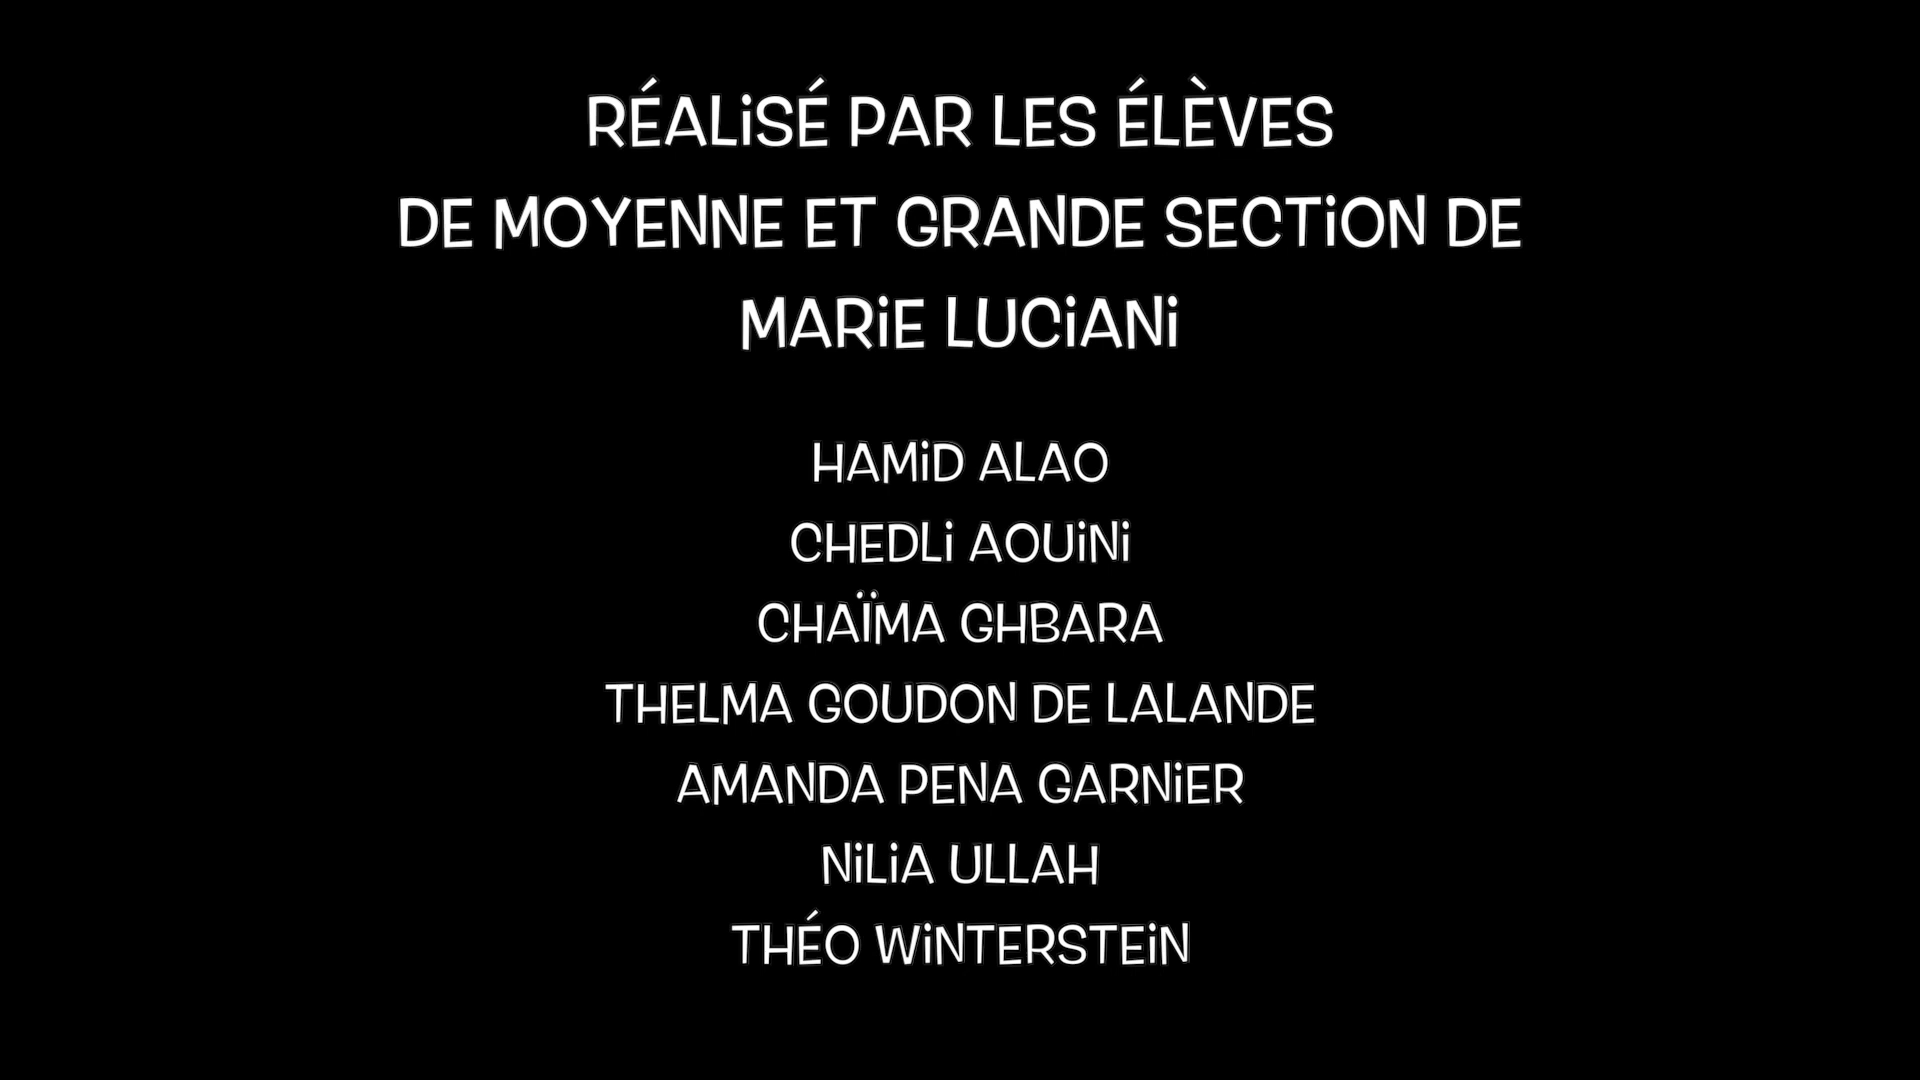 RÉALiSÉ PAR LES ÉLÈVES
DE MOYENNE ET GRANDE SECTiON DE
MARiE LUCiANi
HAMiD ALAO
CHEDLi AOUiNi
CHAÏMA GHBARA
THELMA GOUDON DE LALANDE
AMANDA PENA GARNiER
NiLiA ULLAH
THÉO WiNTERSTEiN